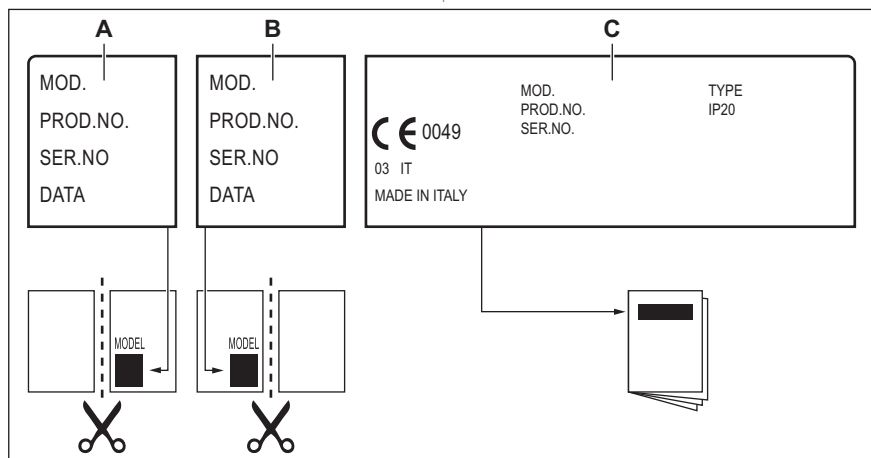 A
B
C
MOD.
PROD.NO.
SER.NO
DATA
MOD.
PROD.NO.
SER.NO
DATA
MOD.
PROD.NO.
SER.NO.
TYPE
IP20
CE 0049
03 IT
MADE IN ITALY
MODEL
MODEL